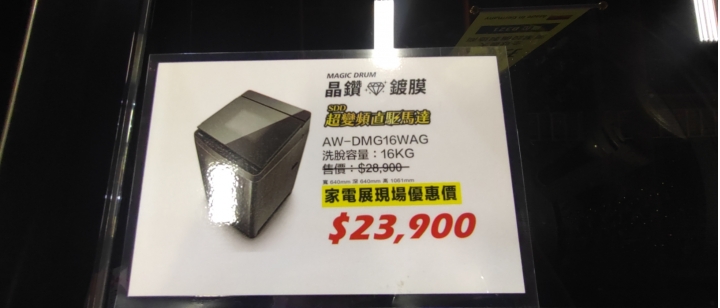 MAGIC DRUM
晶鑽鍍膜
SDD
超變頻直驅馬達
AW-DMG16WAG
洗脫容量：16KG
售價：$28,900
家電展現場優惠價
$23,900